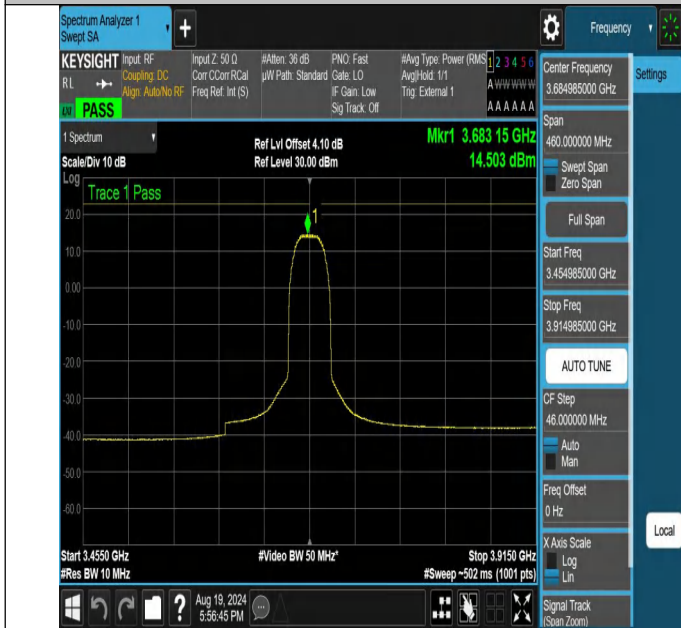 Spectrum Analyzer 1
Swept SA
+
Frequency
KEYSIGHT
RL
PASS
Input: RF
Coupling: DC
Align: Auto/No RF
Input Z: 50 Ω
Corr CCorr RCal
Freq Ref: Int (S)
#Atten: 36 dB
µW Path: Standard
PNO: Fast
Gate: LO
IF Gain: Low
Sig Track: Off
#Avg Type: Power (RMS
Avg|Hold: 1/1
Trig: External 1
1 2 3 4 5 6
A W W W W W
A A A A A A
1 Spectrum
Scale/Div 10 dB
Log
Ref Lvl Offset 4.10 dB
Ref Level 30.00 dBm
Mkr1 3.683 15 GHz
14.503 dBm
Trace 1 Pass
1
20.0
10.0
0.00
-10.0
-20.0
-30.0
-40.0
-50.0
-60.0
Start 3.4550 GHz
#Res BW 10 MHz
#Video BW 50 MHz*
Stop 3.9150 GHz
#Sweep ~502 ms (1001 pts)
?
Aug 19, 2024
5:56:45 PM
Center Frequency
3.684985000 GHz
Span
460.000000 MHz
Swept Span
Zero Span
Full Span
Start Freq
3.454985000 GHz
Stop Freq
3.914985000 GHz
AUTO TUNE
CF Step
46.000000 MHz
Auto
Man
Freq Offset
0 Hz
X Axis Scale
Log
Lin
Signal Track
(Span Zoom)
Settings
Local